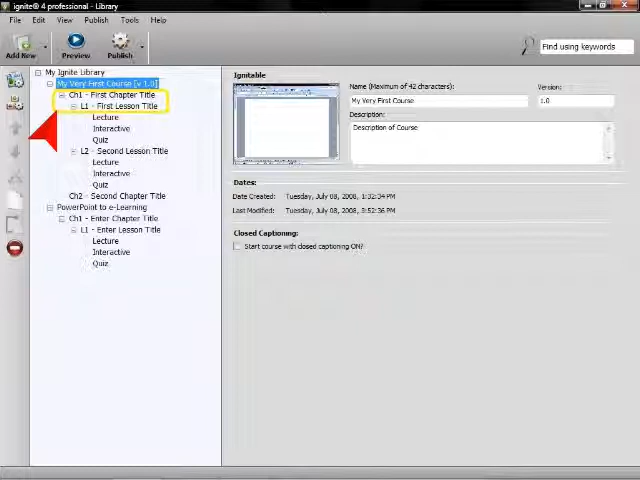 ignite® 4 professional - Library
File Edit View Publish Tools Help
Add New Preview Publish Find using keywords
My Ignite Library
My Very First Course [v 1.0]
Ch1 - First Chapter Title
L1 - First Lesson Title
Lecture
Interactive
Quiz
L2 - Second Lesson Title
Lecture
Interactive
Quiz
Ch2 - Second Chapter Title
PowerPoint to e-Learning
Ch1 - Enter Chapter Title
L1 - Enter Lesson Title
Lecture
Interactive
Quiz
Ignitable
Name (Maximum of 42 characters): Version:
My Very First Course 1.0
Description:
Description of Course
Dates:
Date Created: Tuesday, July 08, 2008, 1:32:34 PM
Last Modified: Tuesday, July 08, 2008, 3:52:36 PM
Closed Captioning:
Start course with closed captioning ON?